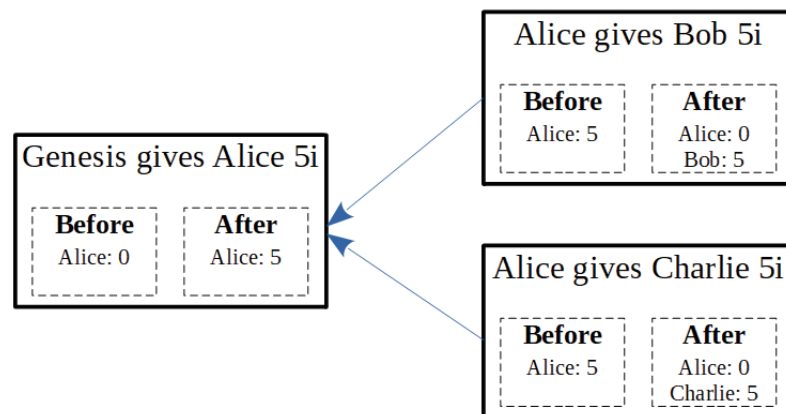 Genesis gives Alice 5i
Before
Alice: 0
After
Alice: 5
Alice gives Bob 5i
Before
Alice: 5
After
Alice: 0
Bob: 5
Alice gives Charlie 5i
Before
Alice: 5
After
Alice: 0
Charlie: 5